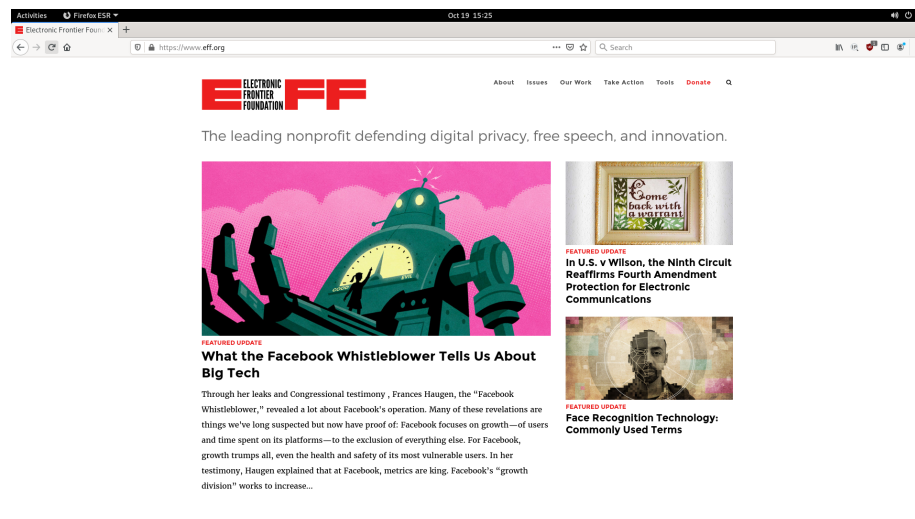 Activities Firefox ESR Oct 19 15:25
Electronic Frontier Foun
https://www.eff.org Search
ELECTRONIC
FRONTIER
FOUNDATION
EFF
About Issues Our Work Take Action Tools Donate
The leading nonprofit defending digital privacy, free speech, and innovation.
GOOD EVIL
FEATURED UPDATE
What the Facebook Whistleblower Tells Us About
Big Tech
Through her leaks and Congressional testimony , Frances Haugen, the “Facebook
Whistleblower,” revealed a lot about Facebook’s operation. Many of these revelations are
things we’ve long suspected but now have proof of: Facebook focuses on growth—of users
and time spent on its platforms—to the exclusion of everything else. For Facebook,
growth trumps all, even the health and safety of its most vulnerable users. In her
testimony, Haugen explained that at Facebook, metrics are king. Facebook’s “growth
division” works to increase...
Come
back with
a warrant
FEATURED UPDATE
In U.S. v Wilson, the Ninth Circuit
Reaffirms Fourth Amendment
Protection for Electronic
Communications
FEATURED UPDATE
Face Recognition Technology:
Commonly Used Terms